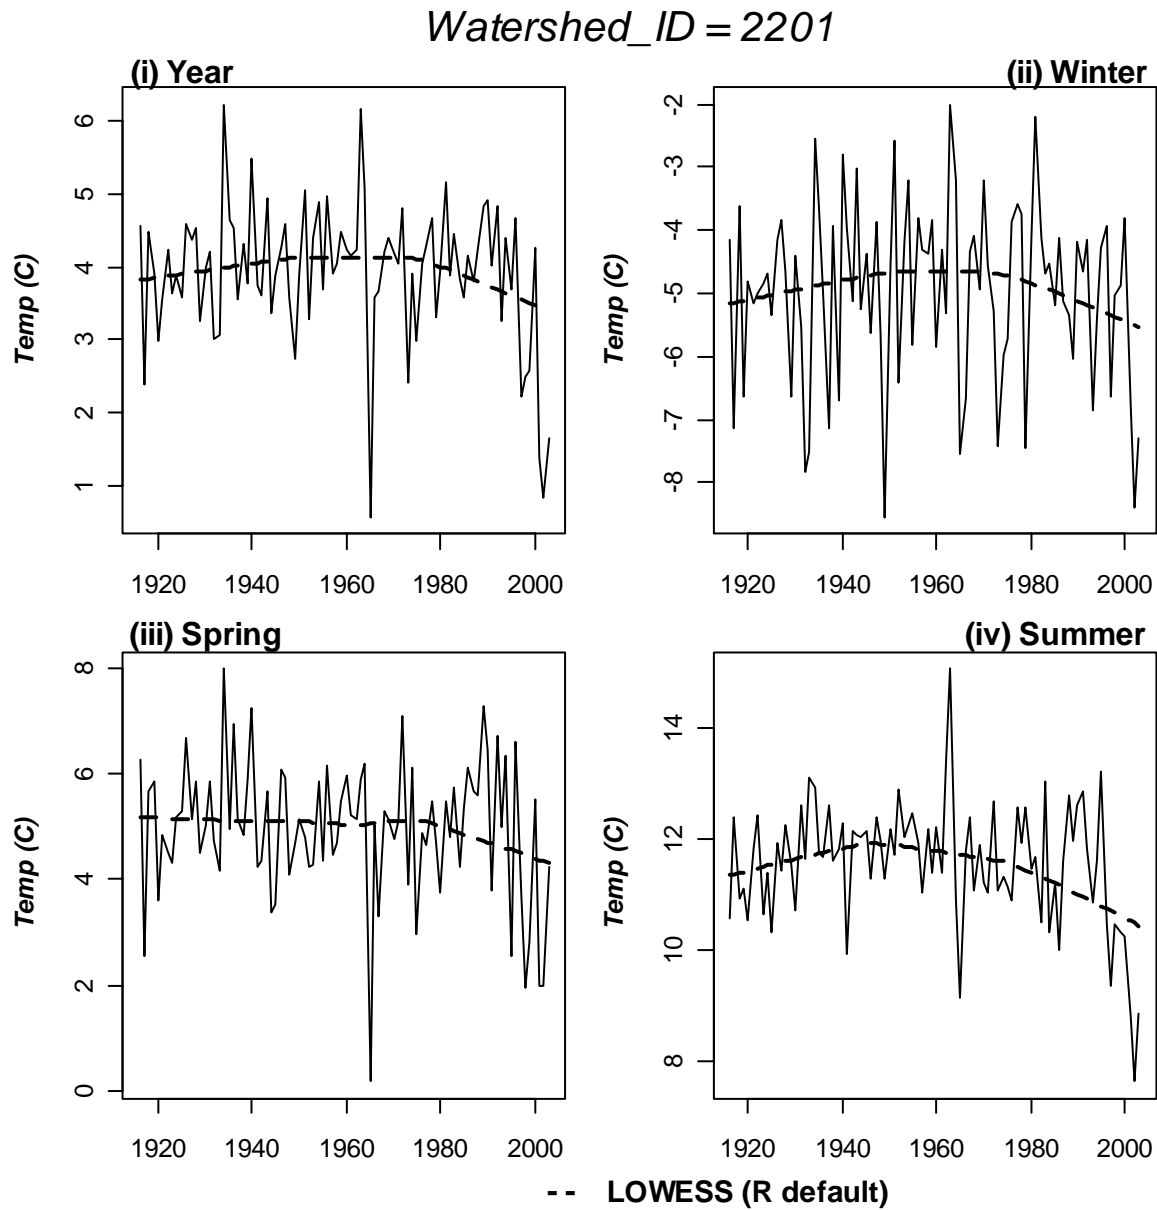 Watershed_ID = 2201
(i) Year
(ii) Winter
Temp (C)
6
5
4
3
2
1
1920 1940 1960 1980 2000
Temp (C)
-2
-3
-4
-5
-6
-7
-8
1920 1940 1960 1980 2000
(iii) Spring
(iv) Summer
Temp (C)
8
6
4
2
0
1920 1940 1960 1980 2000
Temp (C)
14
12
10
8
1920 1940 1960 1980 2000
-- LOWESS (R default)